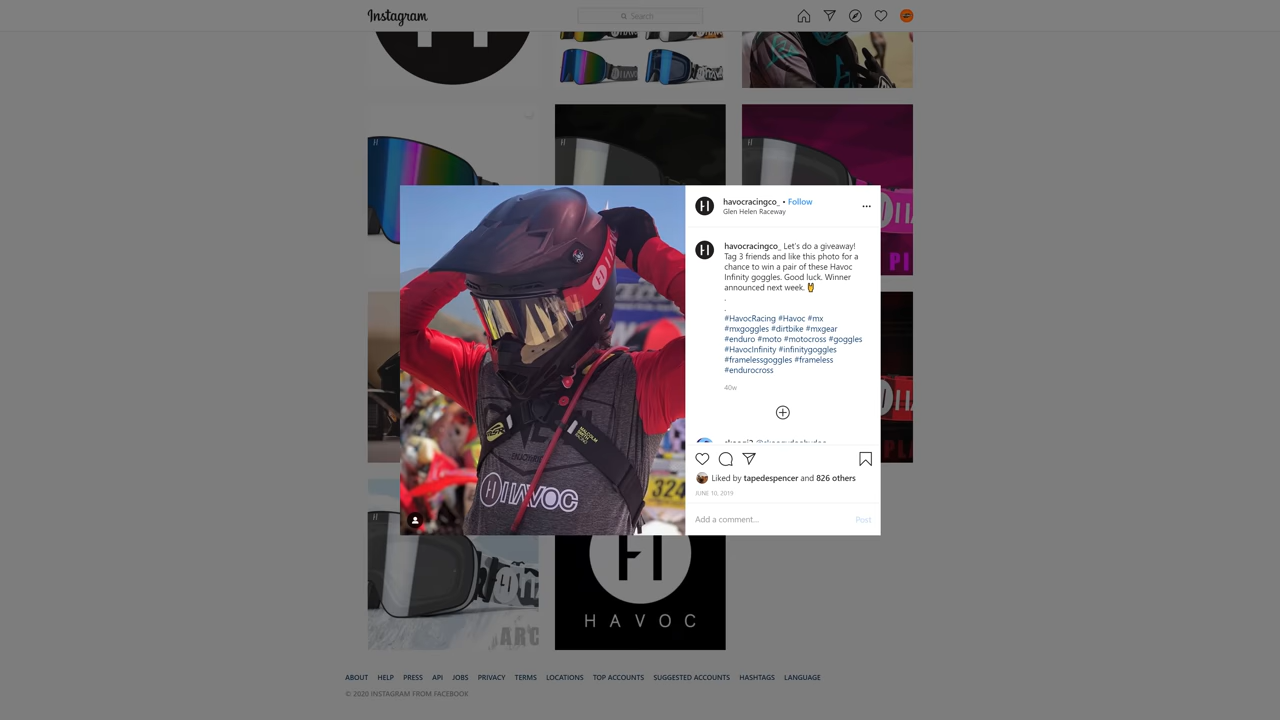 Instagram
Search
H
HAVO
H
H
H
HAVOC
324
havocracingco_ • Follow
Glen Helen Raceway
havocracingco_ Let's do a giveaway!
Tag 3 friends and like this photo for a
chance to win a pair of these Havoc
Infinity goggles. Good luck. Winner
announced next week. 🤘
.
.
#HavocRacing #Havoc #mx
#mxgoggles #dirtbike #mxgear
#enduro #moto #motocross #goggles
#HavocInfinity #infinitygoggles
#framelessgoggles #frameless
#endurocross
40w
Liked by tapedespencer and 826 others
JUNE 10, 2019
Add a comment...
Post
H
ARC
HAVOC
ABOUT HELP PRESS API JOBS PRIVACY TERMS LOCATIONS TOP ACCOUNTS SUGGESTED ACCOUNTS HASHTAGS LANGUAGE
© 2020 INSTAGRAM FROM FACEBOOK